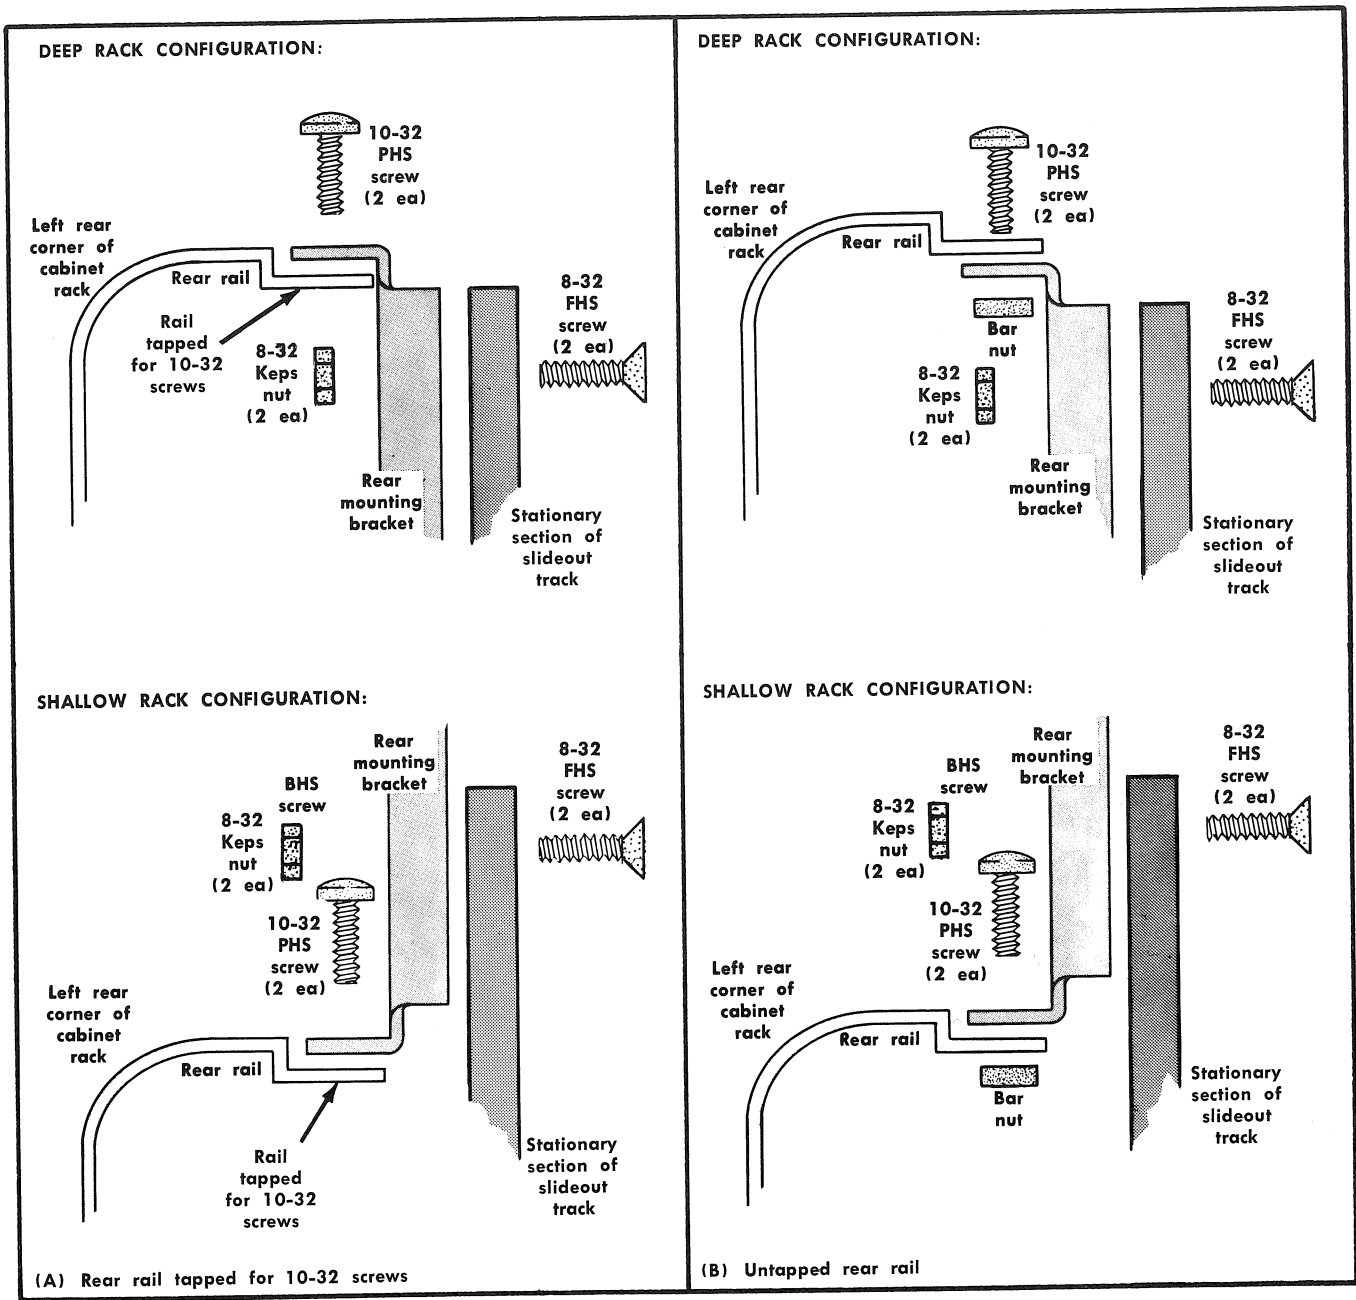 DEEP RACK CONFIGURATION:
10-32
PHS
screw
(2 ea)
Left rear
corner of
cabinet
rack
Rear rail
Rail
tapped
for 10-32
screws
8-32
Keps
nut
(2 ea)
8-32
FHS
screw
(2 ea)
Rear
mounting
bracket
Stationary
section of
slideout
track
SHALLOW RACK CONFIGURATION:
Rear
mounting
bracket
8-32
FHS
screw
(2 ea)
BHS
screw
8-32
Keps
nut
(2 ea)
10-32
PHS
screw
(2 ea)
Left rear
corner of
cabinet
rack
Rear rail
Rail
tapped
for 10-32
screws
Stationary
section of
slideout
track
(A) Rear rail tapped for 10-32 screws
DEEP RACK CONFIGURATION:
10-32
PHS
screw
(2 ea)
Left rear
corner of
cabinet
rack
Rear rail
Bar
nut
8-32
Keps
nut
(2 ea)
8-32
FHS
screw
(2 ea)
Rear
mounting
bracket
Stationary
section of
slideout
track
SHALLOW RACK CONFIGURATION:
Rear
mounting
bracket
8-32
FHS
screw
(2 ea)
BHS
screw
8-32
Keps
nut
(2 ea)
10-32
PHS
screw
(2 ea)
Left rear
corner of
cabinet
rack
Rear rail
Bar
nut
Stationary
section of
slideout
track
(B) Untapped rear rail